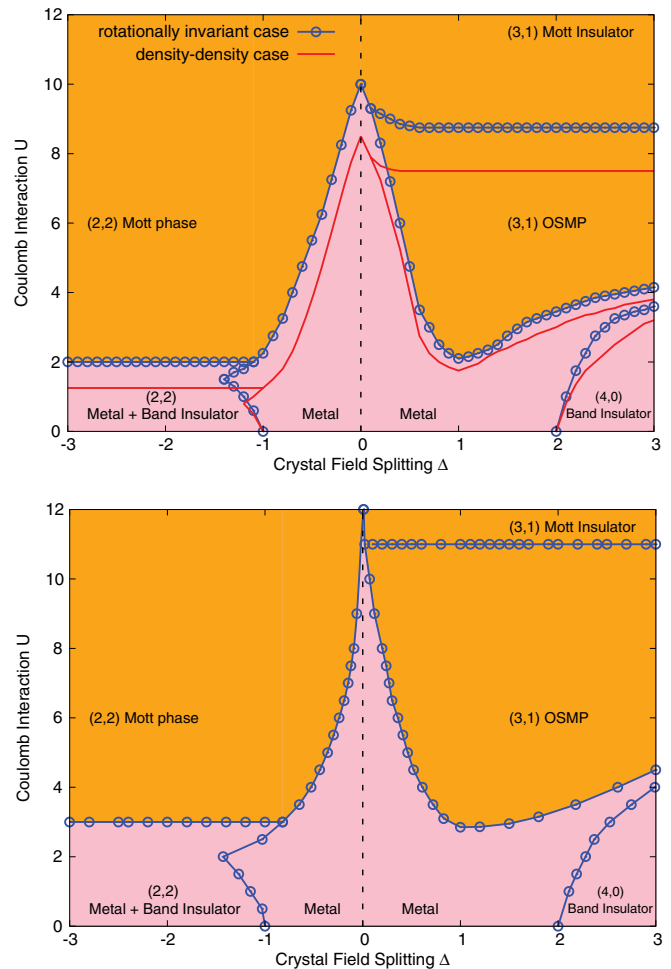 rotationally invariant case
density-density case
(3,1) Mott Insulator
(2,2) Mott phase
(3,1) OSMP
(2,2)
Metal + Band Insulator
Metal
Metal
(4,0)
Band Insulator
Coulomb Interaction U
12
10
8
6
4
2
0
-3 -2 -1 0 1 2 3
Crystal Field Splitting Δ
(3,1) Mott Insulator
(2,2) Mott phase
(3,1) OSMP
(2,2)
Metal + Band Insulator
Metal
Metal
(4,0)
Band Insulator
Coulomb Interaction U
12
10
8
6
4
2
0
-3 -2 -1 0 1 2 3
Crystal Field Splitting Δ